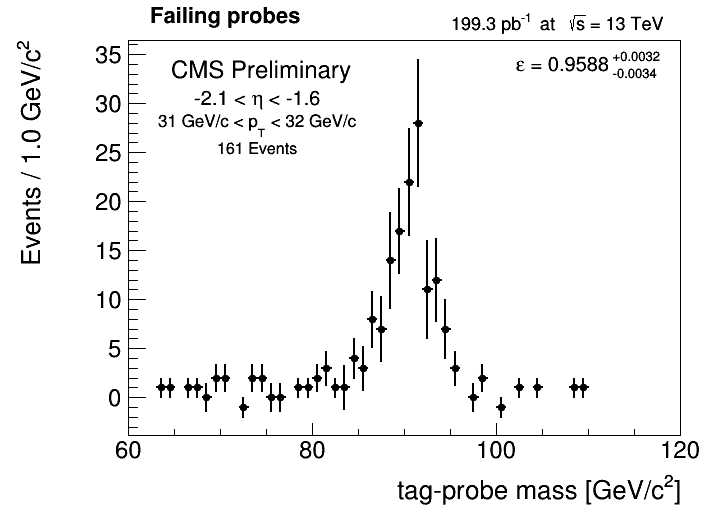 Failing probes
199.3 pb⁻¹ at √s = 13 TeV
CMS Preliminary
-2.1 < η < -1.6
31 GeV/c < p_T < 32 GeV/c
161 Events
ε = 0.9588 +0.0032 -0.0034
Events / 1.0 GeV/c²
35
30
25
20
15
10
5
0
60 80 100 120
tag-probe mass [GeV/c²]